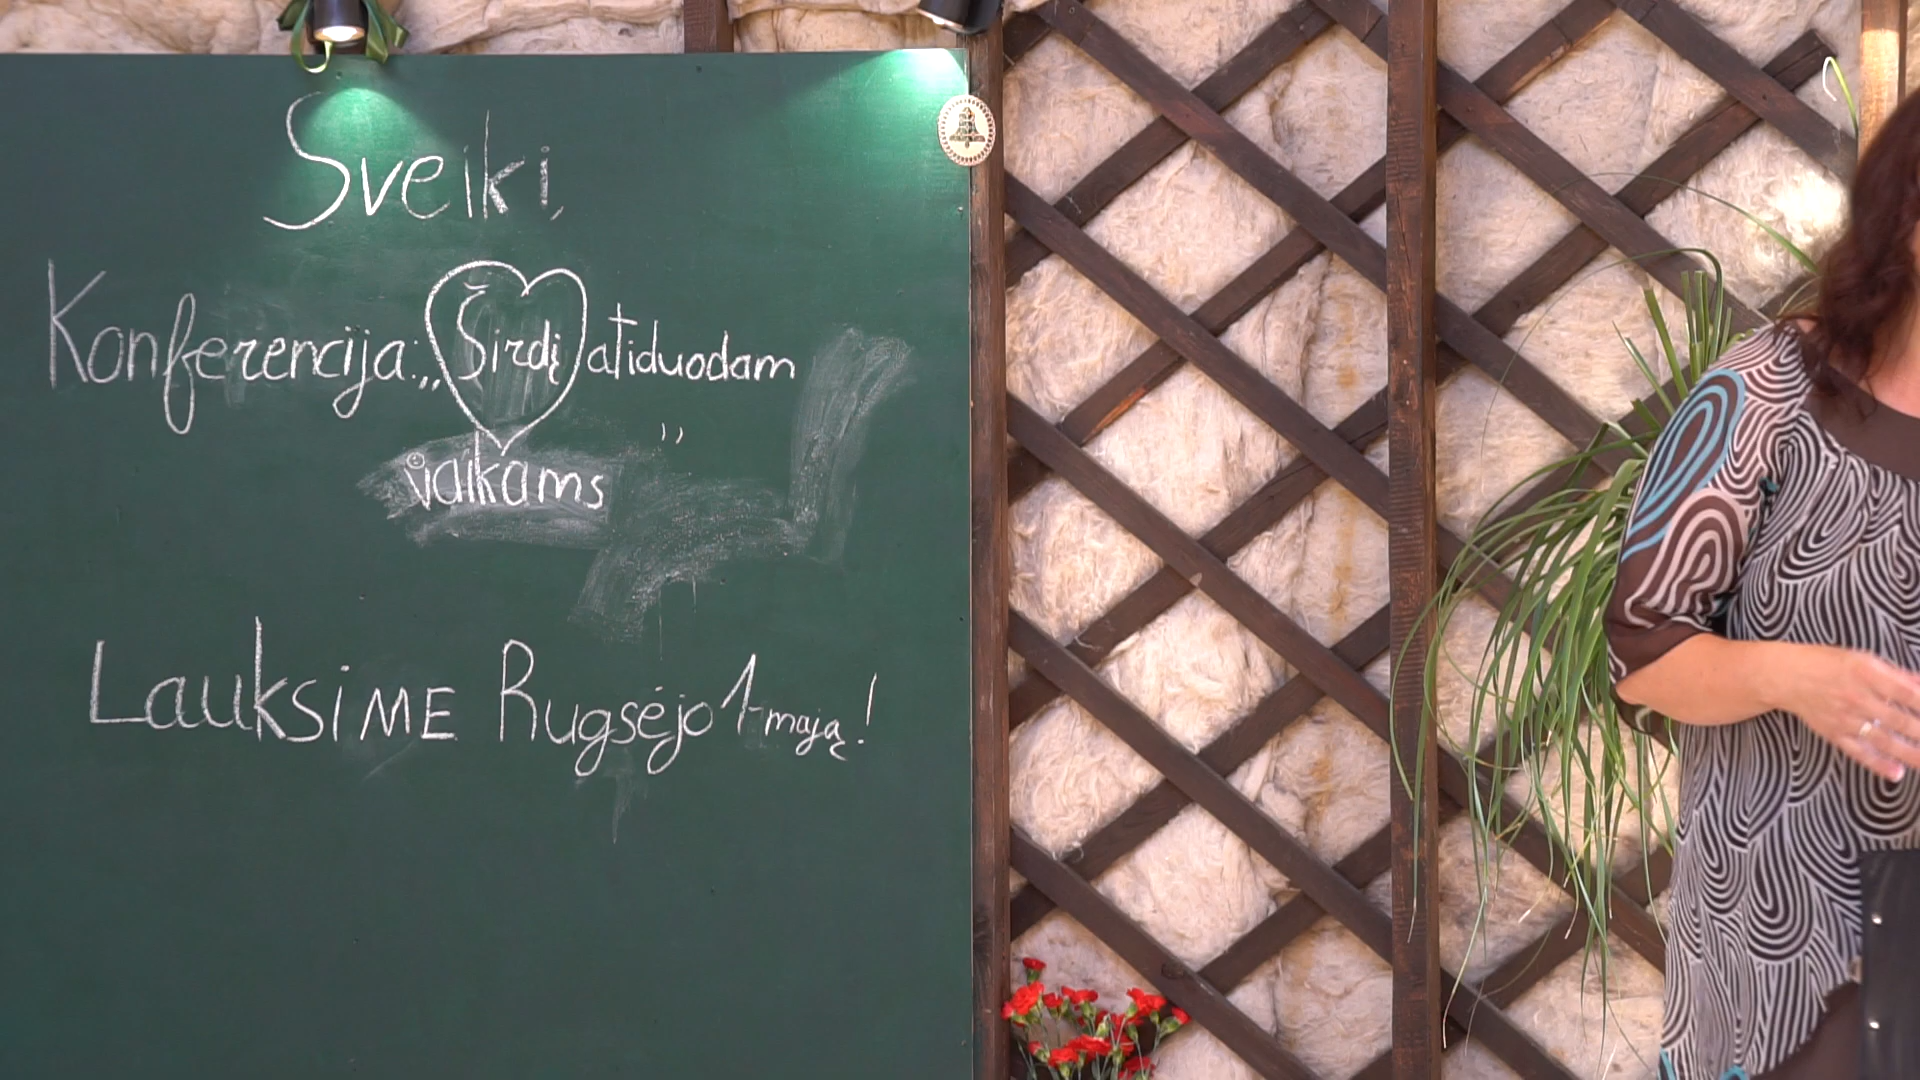 Sveiki,
Konferencija: „Širdį atiduodam
vaikams”
LauksiME Rugsėjo 1-mają!